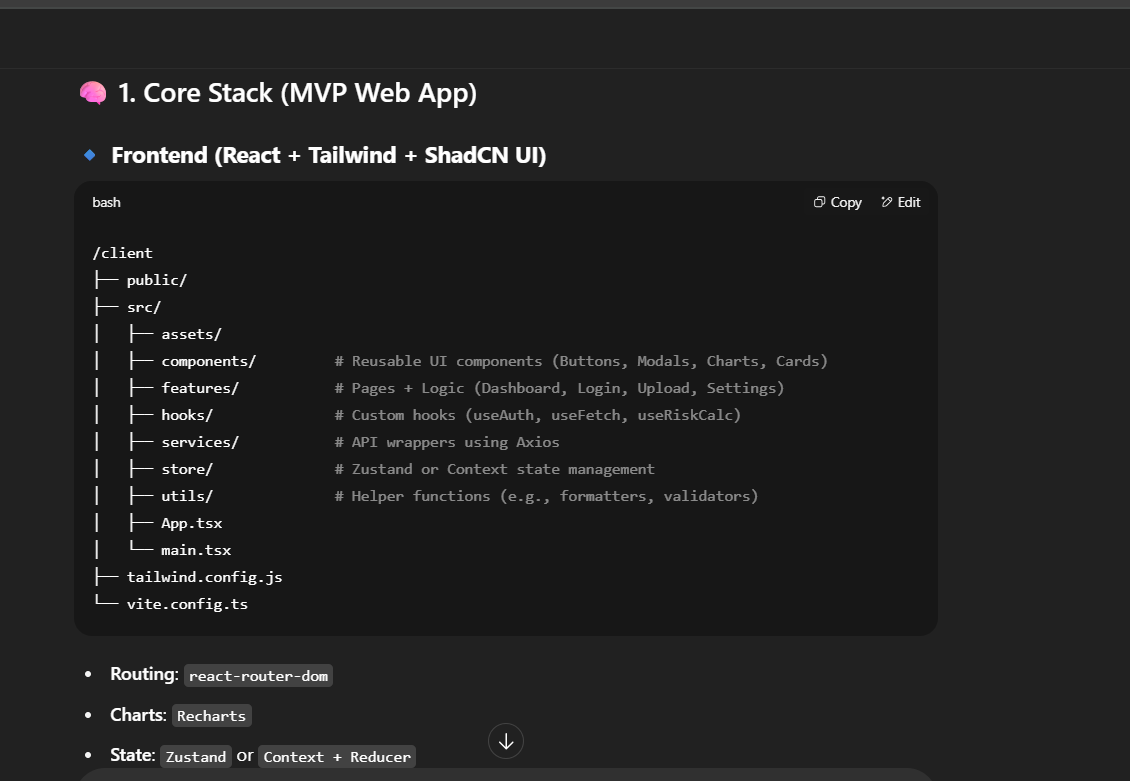 🧠 1. Core Stack (MVP Web App)
🔹 Frontend (React + Tailwind + ShadCN UI)
bash
Copy
Edit
/client
├── public/
├── src/
│   ├── assets/
│   ├── components/         # Reusable UI components (Buttons, Modals, Charts, Cards)
│   ├── features/           # Pages + Logic (Dashboard, Login, Upload, Settings)
│   ├── hooks/              # Custom hooks (useAuth, useFetch, useRiskCalc)
│   ├── services/           # API wrappers using Axios
│   ├── store/              # Zustand or Context state management
│   ├── utils/              # Helper functions (e.g., formatters, validators)
│   ├── App.tsx
│   └── main.tsx
├── tailwind.config.js
└── vite.config.ts
• Routing: react-router-dom
• Charts: Recharts
• State: Zustand or Context + Reducer